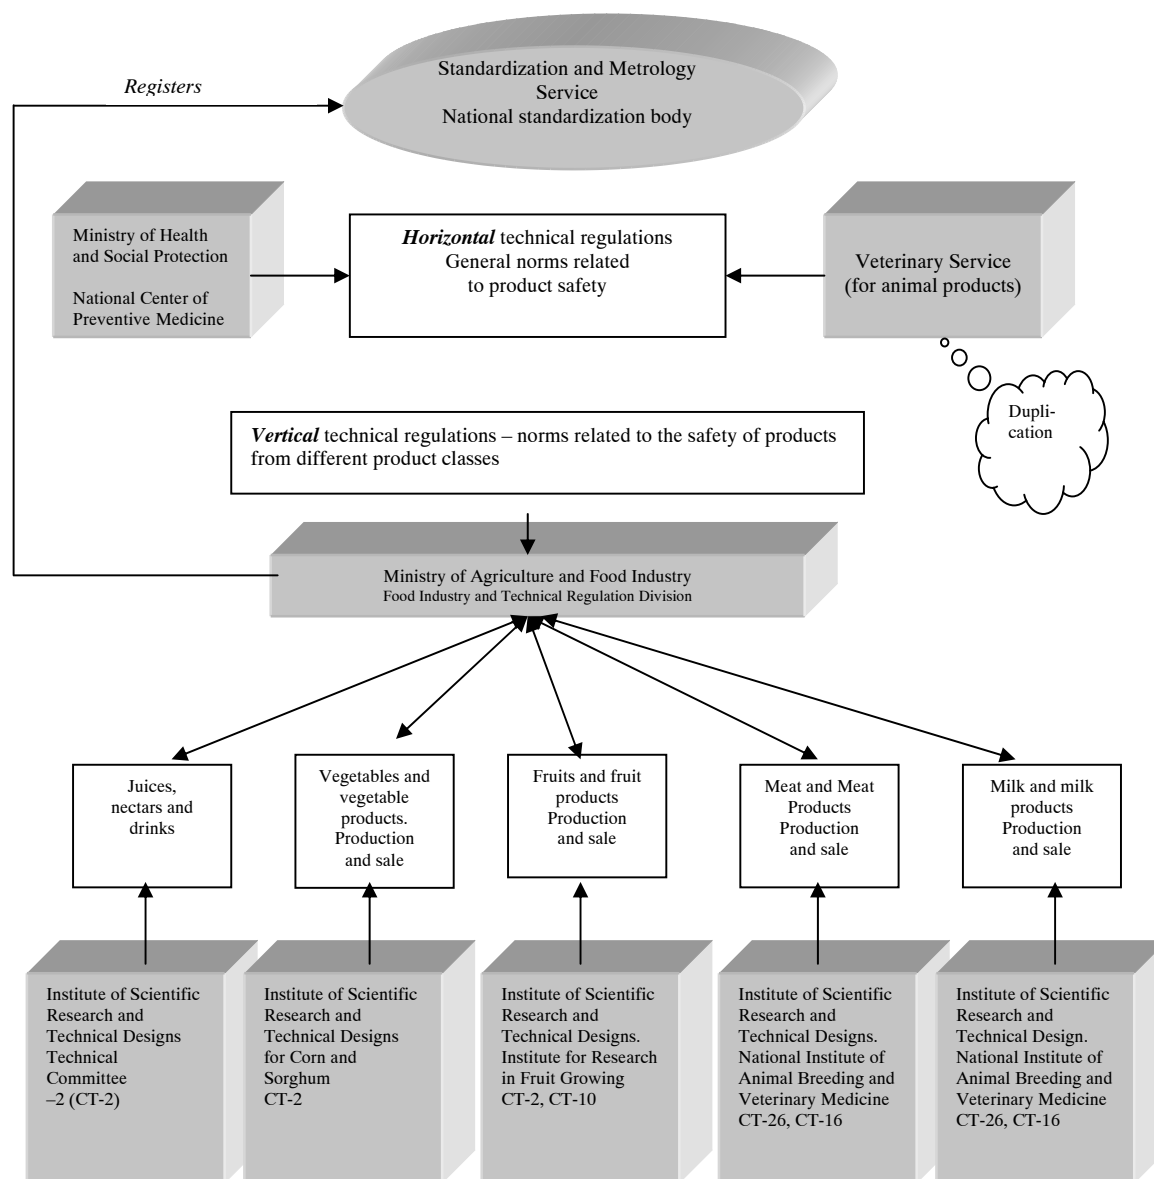 Registers
Standardization and Metrology
Service
National standardization body
Ministry of Health
and Social Protection
National Center of
Preventive Medicine
Horizontal technical regulations
General norms related
to product safety
Veterinary Service
(for animal products)
Dupli-
cation
Vertical technical regulations – norms related to the safety of products
from different product classes
Ministry of Agriculture and Food Industry
Food Industry and Technical Regulation Division
Juices,
nectars and
drinks
Vegetables and
vegetable
products.
Production
and sale
Fruits and fruit
products
Production
and sale
Meat and Meat
Products
Production
and sale
Milk and milk
products
Production
and sale
Institute of Scientific
Research and
Technical Designs
Technical
Committee
–2 (CT-2)
Institute of Scientific
Research and
Technical Designs
for Corn and
Sorghum
CT-2
Institute of Scientific
Research and
Technical Designs.
Institute for Research
in Fruit Growing
CT-2, CT-10
Institute of Scientific
Research and
Technical Designs.
National Institute of
Animal Breeding and
Veterinary Medicine
CT-26, CT-16
Institute of Scientific
Research and
Technical Design.
National Institute of
Animal Breeding and
Veterinary Medicine
CT-26, CT-16